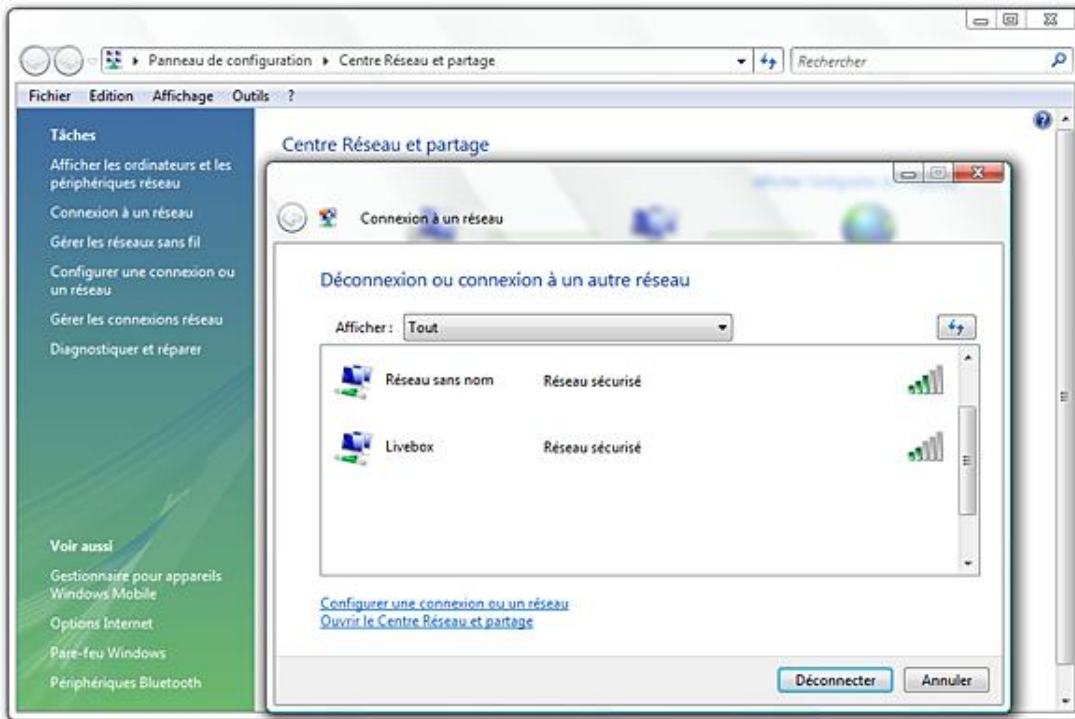 Panneau de configuration
Centre Réseau et partage
Rechercher
Fichier Edition Affichage Outils ?
Tâches
Afficher les ordinateurs et les
périphériques réseau
Connexion à un réseau
Gérer les réseaux sans fil
Configurer une connexion ou
un réseau
Gérer les connexions réseau
Diagnostiquer et réparer
Voir aussi
Gestionnaire pour appareils
Windows Mobile
Options Internet
Pare-feu Windows
Périphériques Bluetooth
Centre Réseau et partage
Connexion à un réseau
Déconnexion ou connexion à un autre réseau
Afficher : Tout
Réseau sans nom Réseau sécurisé
Livebox Réseau sécurisé
Configurer une connexion ou un réseau
Ouvrir le Centre Réseau et partage
Déconnecter Annuler